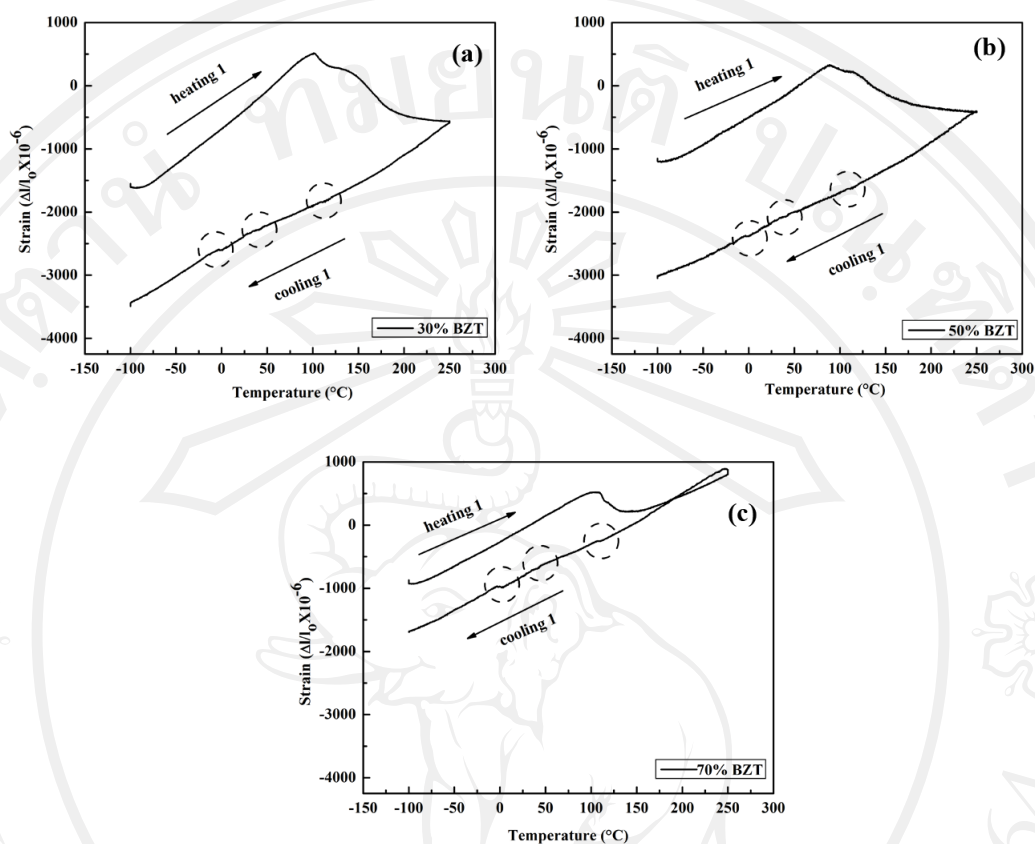 1000
0
-1000
-2000
-3000
-4000
Strain (Δl/l₀X10⁻⁶)
(a)
heating 1
cooling 1
30% BZT
-150 -100 -50 0 50 100 150 200 250 300
Temperature (°C)
1000
0
-1000
-2000
-3000
-4000
Strain (Δl/l₀X10⁻⁶)
(b)
heating 1
cooling 1
50% BZT
-150 -100 -50 0 50 100 150 200 250 300
Temperature (°C)
1000
0
-1000
-2000
-3000
-4000
Strain (Δl/l₀X10⁻⁶)
(c)
heating 1
cooling 1
70% BZT
-150 -100 -50 0 50 100 150 200 250 300
Temperature (°C)